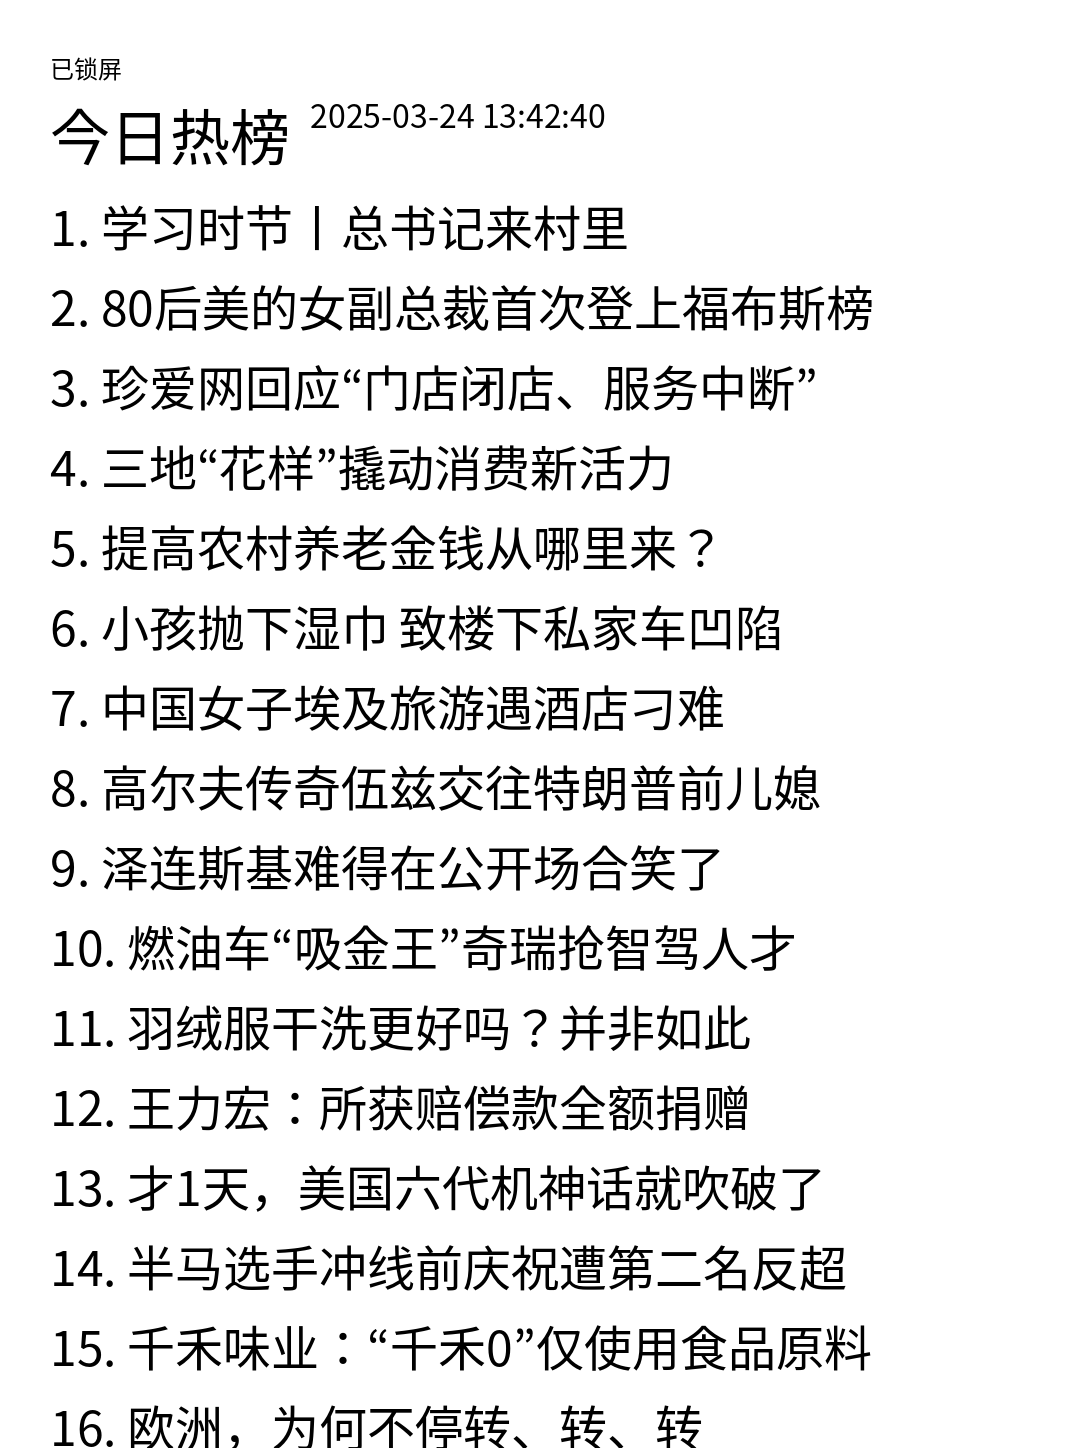 已锁屏
今日热榜 2025-03-24 13:42:40
1. 学习时节丨总书记来村里
2. 80后美的女副总裁首次登上福布斯榜
3. 珍爱网回应“门店闭店、服务中断”
4. 三地“花样”撬动消费新活力
5. 提高农村养老金钱从哪里来？
6. 小孩抛下湿巾 致楼下私家车凹陷
7. 中国女子埃及旅游遇酒店刁难
8. 高尔夫传奇伍兹交往特朗普前儿媳
9. 泽连斯基难得在公开场合笑了
10. 燃油车“吸金王”奇瑞抢智驾人才
11. 羽绒服干洗更好吗？并非如此
12. 王力宏：所获赔偿款全额捐赠
13. 才1天，美国六代机神话就吹破了
14. 半马选手冲线前庆祝遭第二名反超
15. 千禾味业：“千禾0”仅使用食品原料
16. 欧洲，为何不停转、转、转